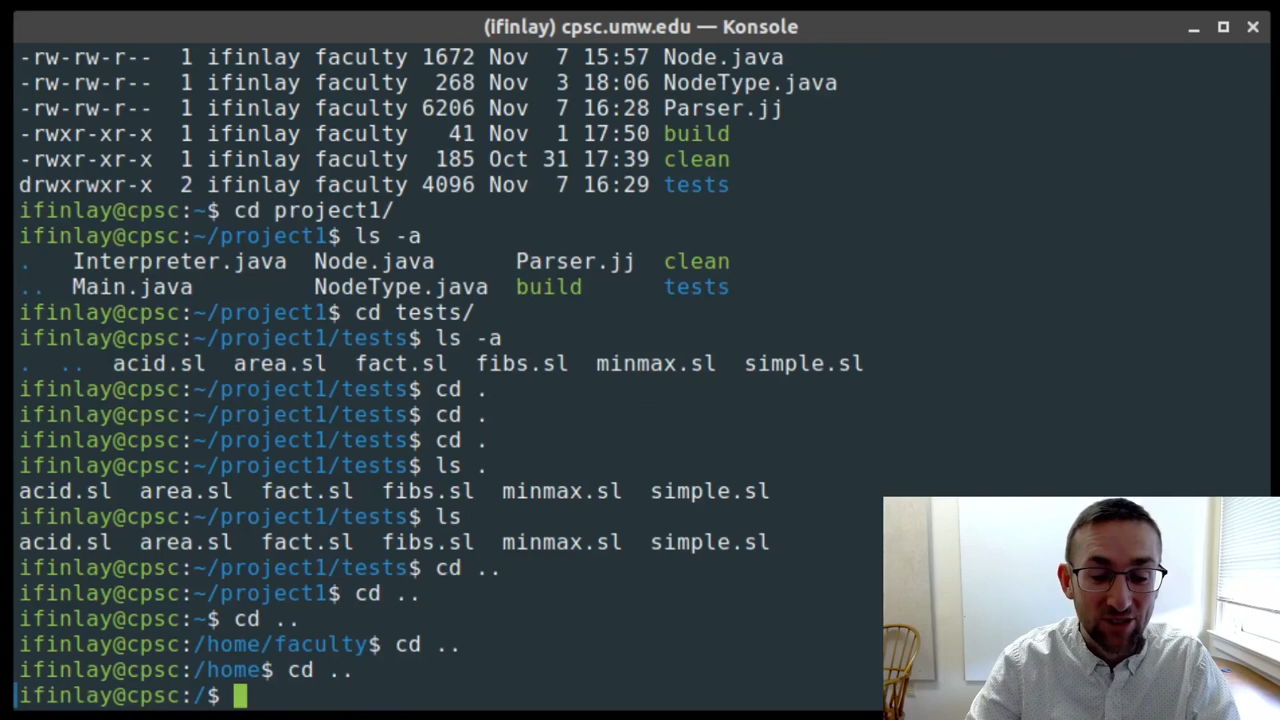 (ifinlay) cpsc.umw.edu — Konsole
-rw-rw-r-- 1 ifinlay faculty 1672 Nov 7 15:57 Node.java
-rw-rw-r-- 1 ifinlay faculty 268 Nov 3 18:06 NodeType.java
-rw-rw-r-- 1 ifinlay faculty 6206 Nov 7 16:28 Parser.jj
-rwxr-xr-x 1 ifinlay faculty 41 Nov 1 17:50 build
-rwxr-xr-x 1 ifinlay faculty 185 Oct 31 17:39 clean
drwxrwxr-x 2 ifinlay faculty 4096 Nov 7 16:29 tests
ifinlay@cpsc:~$ cd project1/
ifinlay@cpsc:~/project1$ ls -a
. Interpreter.java Node.java Parser.jj clean
.. Main.java NodeType.java build tests
ifinlay@cpsc:~/project1$ cd tests/
ifinlay@cpsc:~/project1/tests$ ls -a
. .. acid.sl area.sl fact.sl fibs.sl minmax.sl simple.sl
ifinlay@cpsc:~/project1/tests$ cd .
ifinlay@cpsc:~/project1/tests$ cd .
ifinlay@cpsc:~/project1/tests$ cd .
ifinlay@cpsc:~/project1/tests$ ls .
acid.sl area.sl fact.sl fibs.sl minmax.sl simple.sl
ifinlay@cpsc:~/project1/tests$ ls
acid.sl area.sl fact.sl fibs.sl minmax.sl simple.sl
ifinlay@cpsc:~/project1/tests$ cd ..
ifinlay@cpsc:~/project1$ cd ..
ifinlay@cpsc:~$ cd ..
ifinlay@cpsc:/home/faculty$ cd ..
ifinlay@cpsc:/home$ cd ..
ifinlay@cpsc:/$